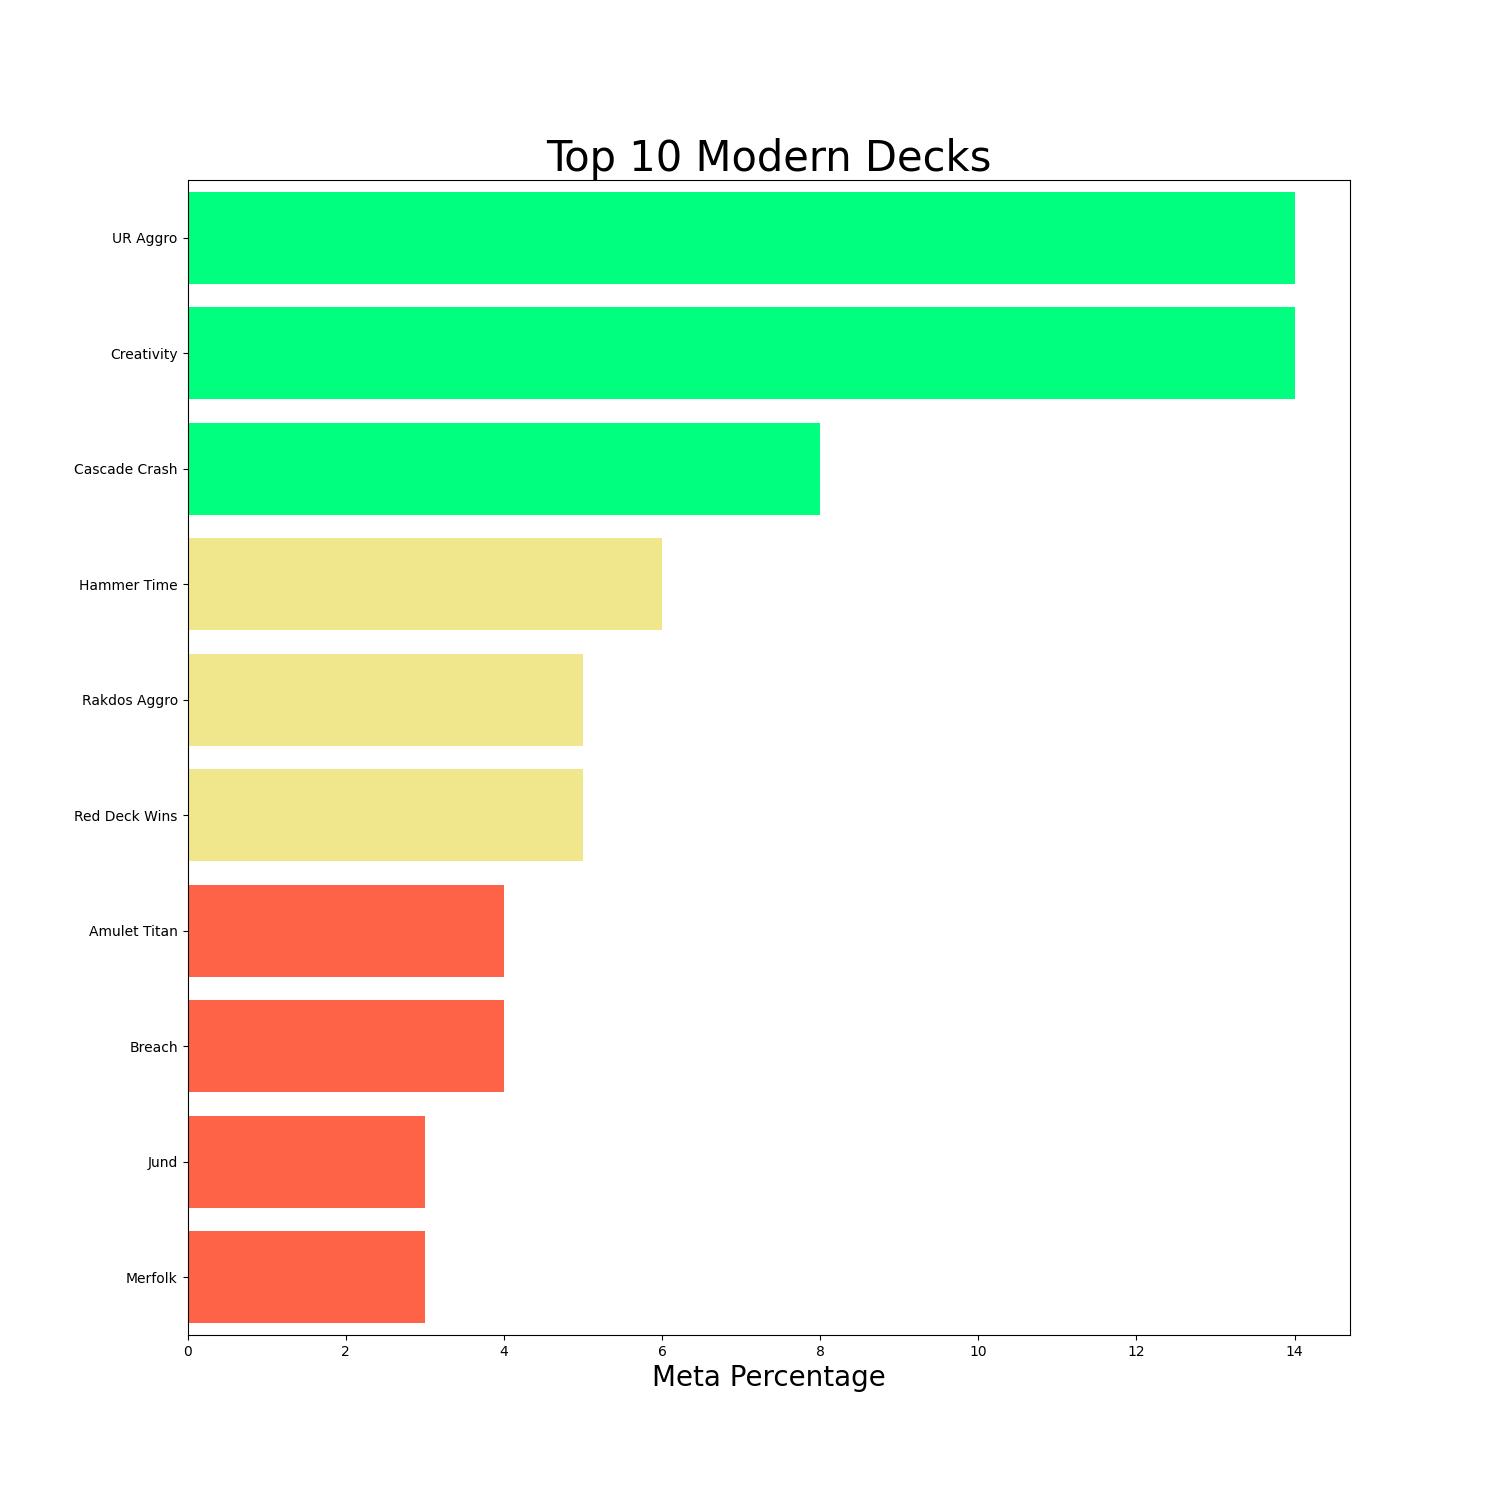 Top 10 Modern Decks
UR Aggro
Creativity
Cascade Crash
Hammer Time
Rakdos Aggro
Red Deck Wins
Amulet Titan
Breach
Jund
Merfolk
0 2 4 6 8 10 12 14
Meta Percentage